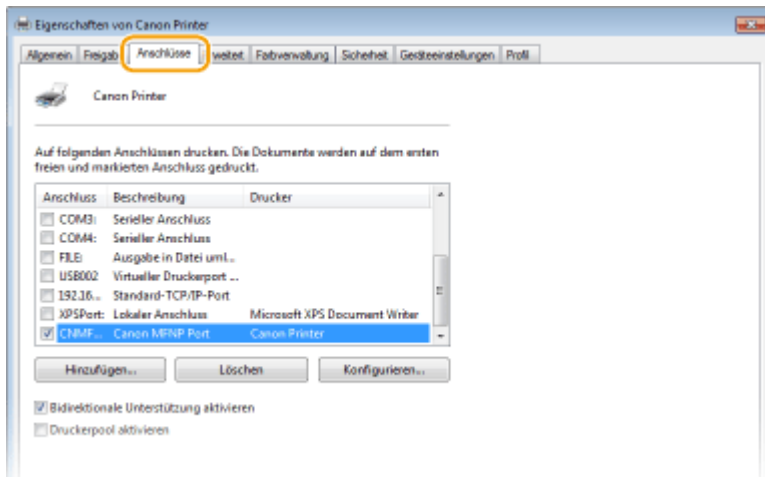 Eigenschaften von Canon Printer
Allgemein Freigab Anschlüsse weitert Farbverwaltung Sicherheit Geräteeinstellungen Profil
Canon Printer
Auf folgenden Anschlüssen drucken. Die Dokumente werden auf dem ersten
freien und markierten Anschluss gedruckt.
Anschluss Beschreibung Drucker
COM3: Serieller Anschluss
COM4: Serieller Anschluss
FILE: Ausgabe in Datei uml...
USB002 Virtueller Druckerport ...
192.16... Standard-TCP/IP-Port
XPSPort: Lokaler Anschluss Microsoft XPS Document Writer
CNMF... Canon MFNP Port Canon Printer
Hinzufügen... Löschen Konfigurieren...
Bidirektionale Unterstützung aktivieren
Druckerpool aktivieren